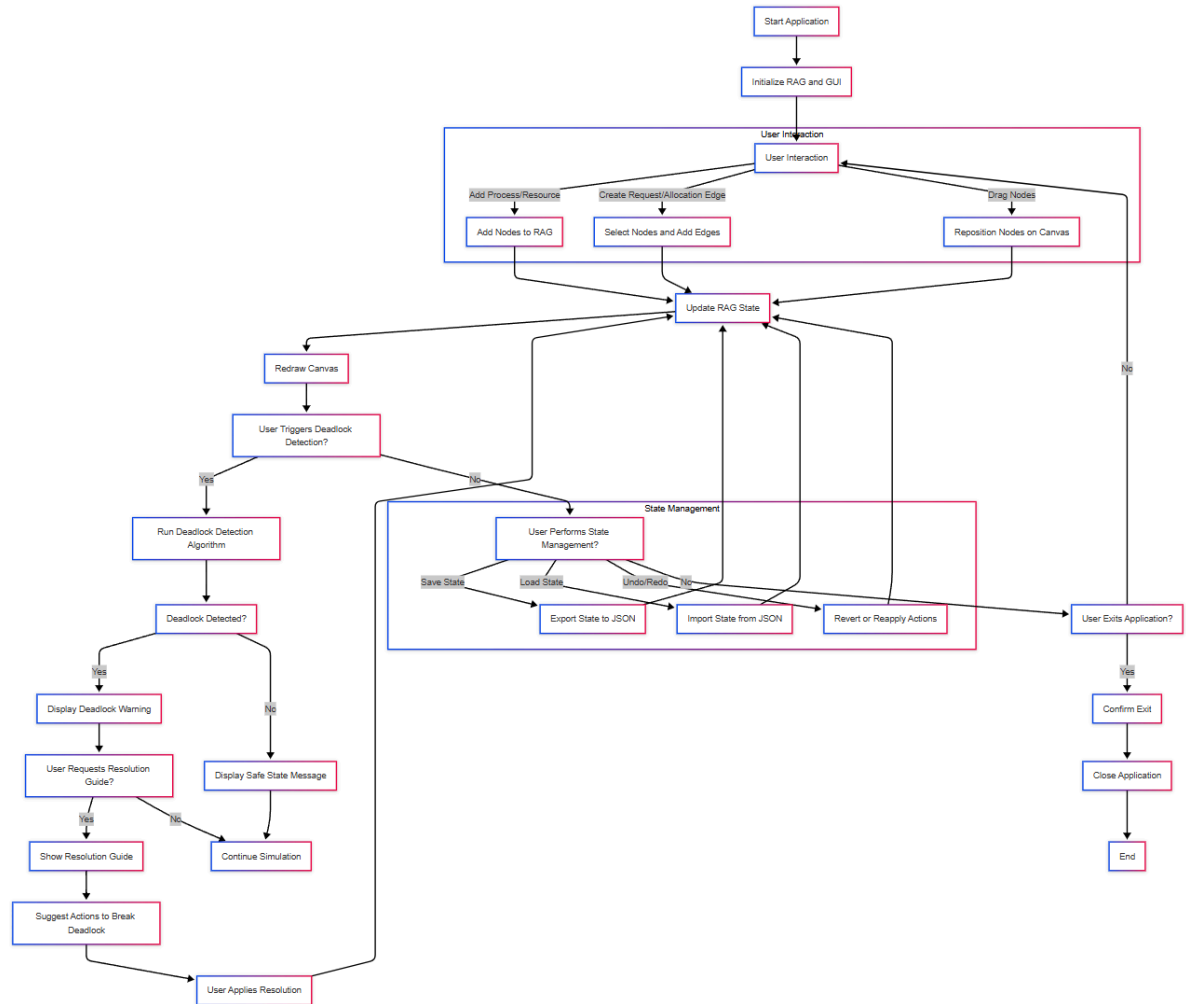 Start Application
Initialize RAG and GUI
User Interaction
User Interaction
Add Process/Resource
Create Request/Allocation Edge
Drag Nodes
Add Nodes to RAG
Select Nodes and Add Edges
Reposition Nodes on Canvas
Update RAG State
Redraw Canvas
No
User Triggers Deadlock
Detection?
Yes
No
State Management
Run Deadlock Detection
Algorithm
User Performs State
Management?
Save State
Load State
Undo/Redo
No
Deadlock Detected?
Export State to JSON
Import State from JSON
Revert or Reapply Actions
User Exits Application?
Yes
No
Yes
Display Deadlock Warning
Confirm Exit
User Requests Resolution
Guide?
Display Safe State Message
Close Application
Yes
No
Show Resolution Guide
Continue Simulation
End
Suggest Actions to Break
Deadlock
User Applies Resolution